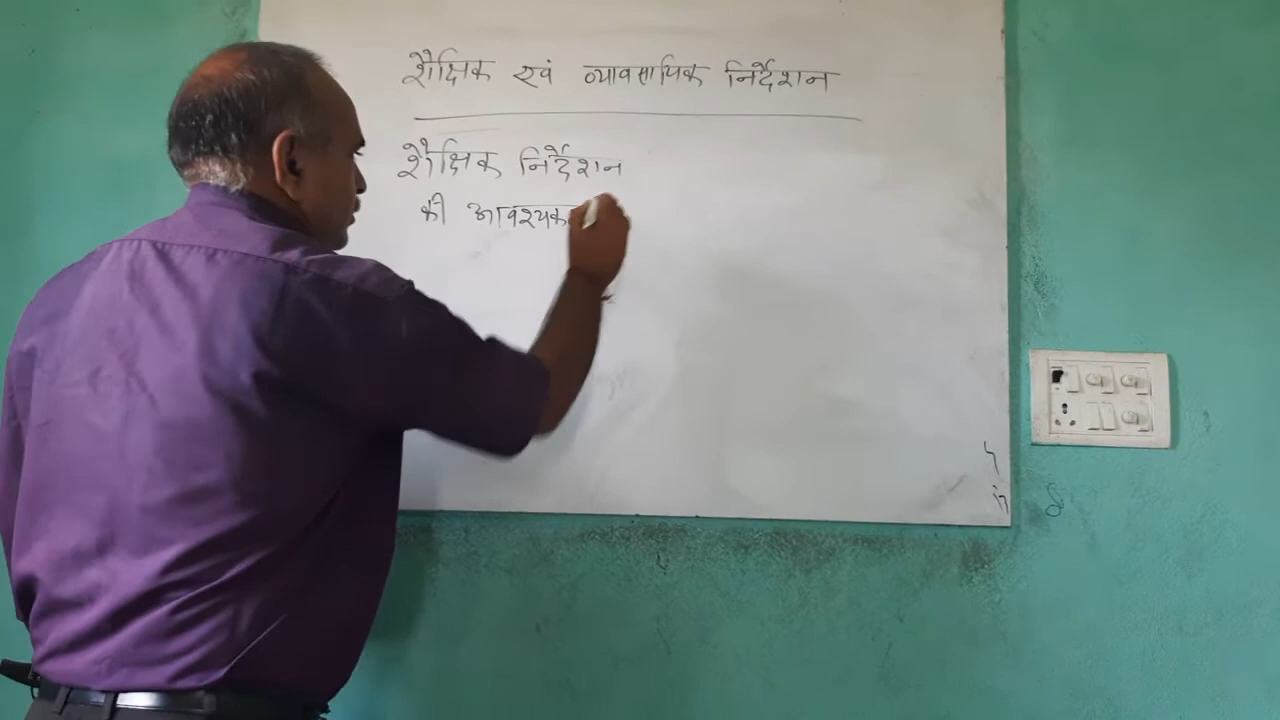 शैक्षिक एवं व्यावसायिक निर्देशन
शैक्षिक निर्देशन
की